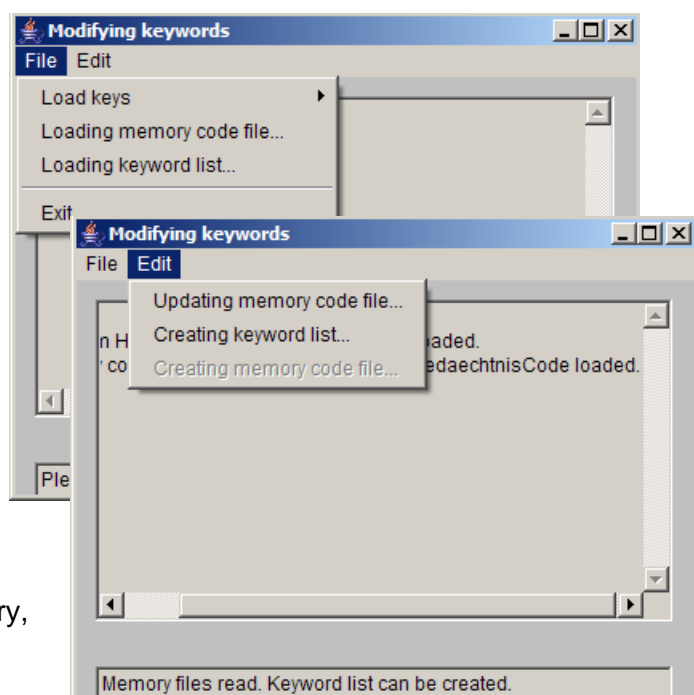 Modifying keywords
File Edit
Load keys
Loading memory code file...
Loading keyword list...
Exit
Modifying keywords
File Edit
Updating memory code file...
Creating keyword list...
Creating memory code file...
n H aded.
co edaechtnisCode loaded.
Ple
ry,
Memory files read. Keyword list can be created.